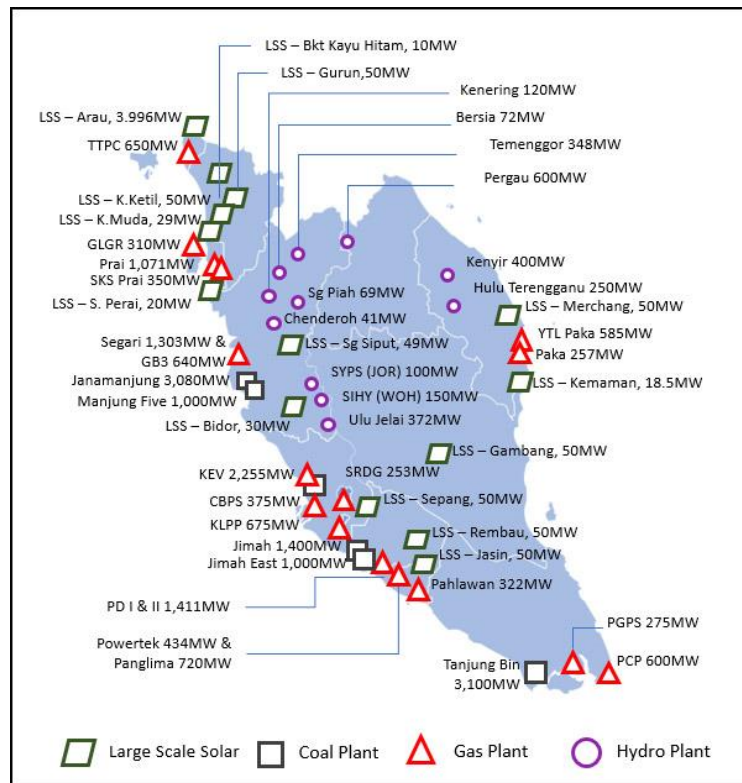 LSS – Bkt Kayu Hitam, 10MW
LSS – Gurun,50MW
Kenering 120MW
Bersia 72MW
LSS – Arau, 3.996MW
TTPC 650MW
Temenggor 348MW
Pergau 600MW
LSS – K.Ketil, 50MW
LSS – K.Muda, 29MW
GLGR 310MW
Prai 1,071MW
SKS Prai 350MW
LSS – S. Perai, 20MW
Kenyir 400MW
Hulu Terengganu 250MW
Sg Piah 69MW
LSS – Merchang, 50MW
Chenderoh 41MW
YTL Paka 585MW
Segari 1,303MW &
GB3 640MW
LSS – Sg Siput, 49MW
Paka 257MW
Janamanjung 3,080MW
SYPS (JOR) 100MW
LSS – Kemaman, 18.5MW
Manjung Five 1,000MW
SIHY (WOH) 150MW
LSS – Bidor, 30MW
Ulu Jelai 372MW
LSS – Gambang, 50MW
KEV 2,255MW
SRDG 253MW
CBPS 375MW
LSS – Sepang, 50MW
KLPP 675MW
LSS – Rembau, 50MW
Jimah 1,400MW
Jimah East 1,000MW
LSS – Jasin, 50MW
Pahlawan 322MW
PD I & II 1,411MW
PGPS 275MW
Powertek 434MW &
Panglima 720MW
Tanjung Bin
3,100MW
PCP 600MW
Large Scale Solar
Coal Plant
Gas Plant
Hydro Plant